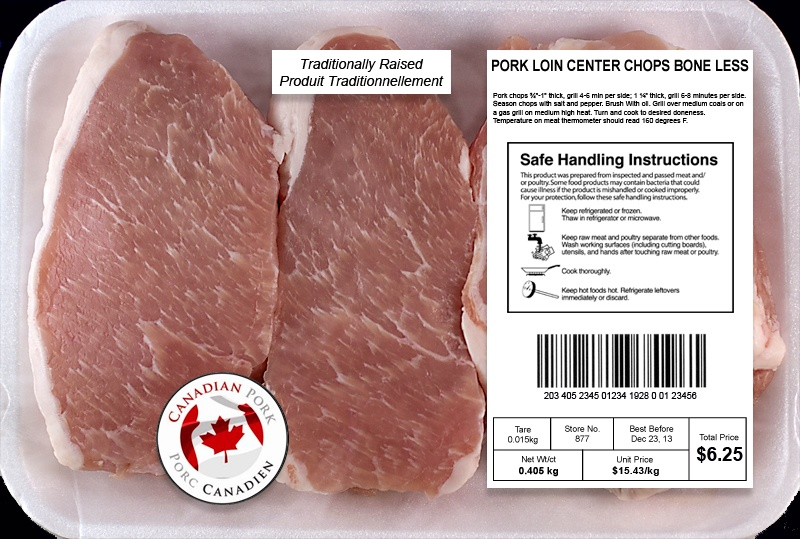 Traditionally Raised
Produit Traditionnellement
PORK LOIN CENTER CHOPS BONE LESS
Pork chops ¾"-1" thick, grill 4-6 min per side; 1 ¼" thick, grill 6-8 minutes per side.
Season chops with salt and pepper. Brush With oil. Grill over medium coals or on
a gas grill on medium high heat. Turn and cook to desired doneness.
Temperature on meat thermometer should read 160 degrees F.
Safe Handling Instructions
This product was prepared from inspected and passed meat and/
or poultry. Some food products may contain bacteria that could
cause illness if the product is mishandled or cooked improperly.
For your protection, follow these safe handling instructions.
Keep refrigerated or frozen.
Thaw in refrigerator or microwave.
Keep raw meat and poultry separate from other foods.
Wash working surfaces (including cutting boards),
utensils, and hands after touching raw meat or poultry.
Cook thoroughly.
Keep hot foods hot. Refrigerate leftovers
immediately or discard.
203 405 2345 01234 1928 0 01 23456
Tare
0.015kg
Store No.
877
Best Before
Dec 23, 13
Total Price
$6.25
Net Wt/ct
0.405 kg
Unit Price
$15.43/kg
CANADIAN PORK
PORC CANADIEN